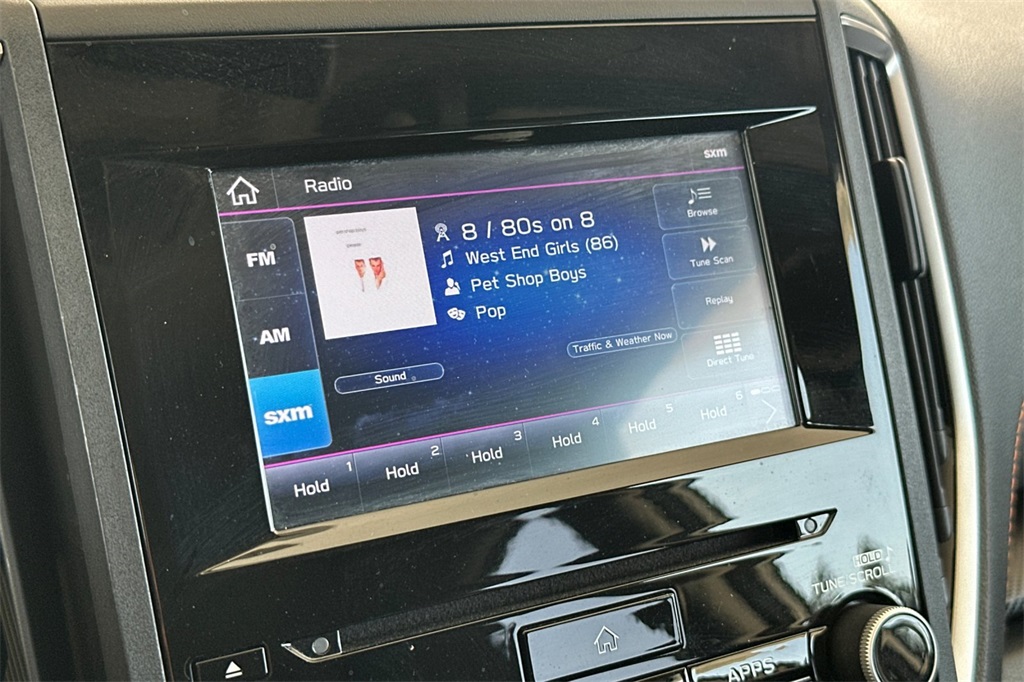 Radio
sxm
FM
AM
sxm
8 / 80s on 8
West End Girls (86)
Pet Shop Boys
Pop
Browse
Tune Scan
Replay
Direct Tune
Traffic & Weather Now
Sound
Hold 1
Hold 2
Hold 3
Hold 4
Hold 5
Hold 6
HOLD
TUNE SCROLL
APPS